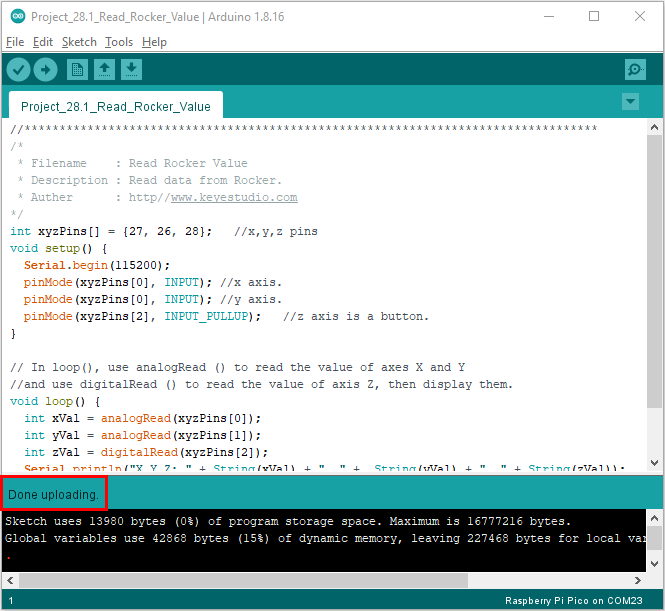 Project_28.1_Read_Rocker_Value | Arduino 1.8.16
File Edit Sketch Tools Help
Project_28.1_Read_Rocker_Value
//**********************************************************************************
/*
 * Filename    : Read Rocker Value
 * Description : Read data from Rocker.
 * Auther      : http//www.keyestudio.com
*/
int xyzPins[] = {27, 26, 28};   //x,y,z pins
void setup() {
  Serial.begin(115200);
  pinMode(xyzPins[0], INPUT); //x axis.
  pinMode(xyzPins[0], INPUT); //y axis.
  pinMode(xyzPins[2], INPUT_PULLUP);   //z axis is a button.
}
// In loop(), use analogRead () to read the value of axes X and Y
//and use digitalRead () to read the value of axis Z, then display them.
void loop() {
  int xVal = analogRead(xyzPins[0]);
  int yVal = analogRead(xyzPins[1]);
  int zVal = digitalRead(xyzPins[2]);
  Serial.println("X,Y,Z: " + String(xVal) + ", " +  String(yVal) + ", " + String(zVal));
Done uploading.
Sketch uses 13980 bytes (0%) of program storage space. Maximum is 16777216 bytes.
Global variables use 42868 bytes (15%) of dynamic memory, leaving 227468 bytes for local var
.
1 Raspberry Pi Pico on COM23